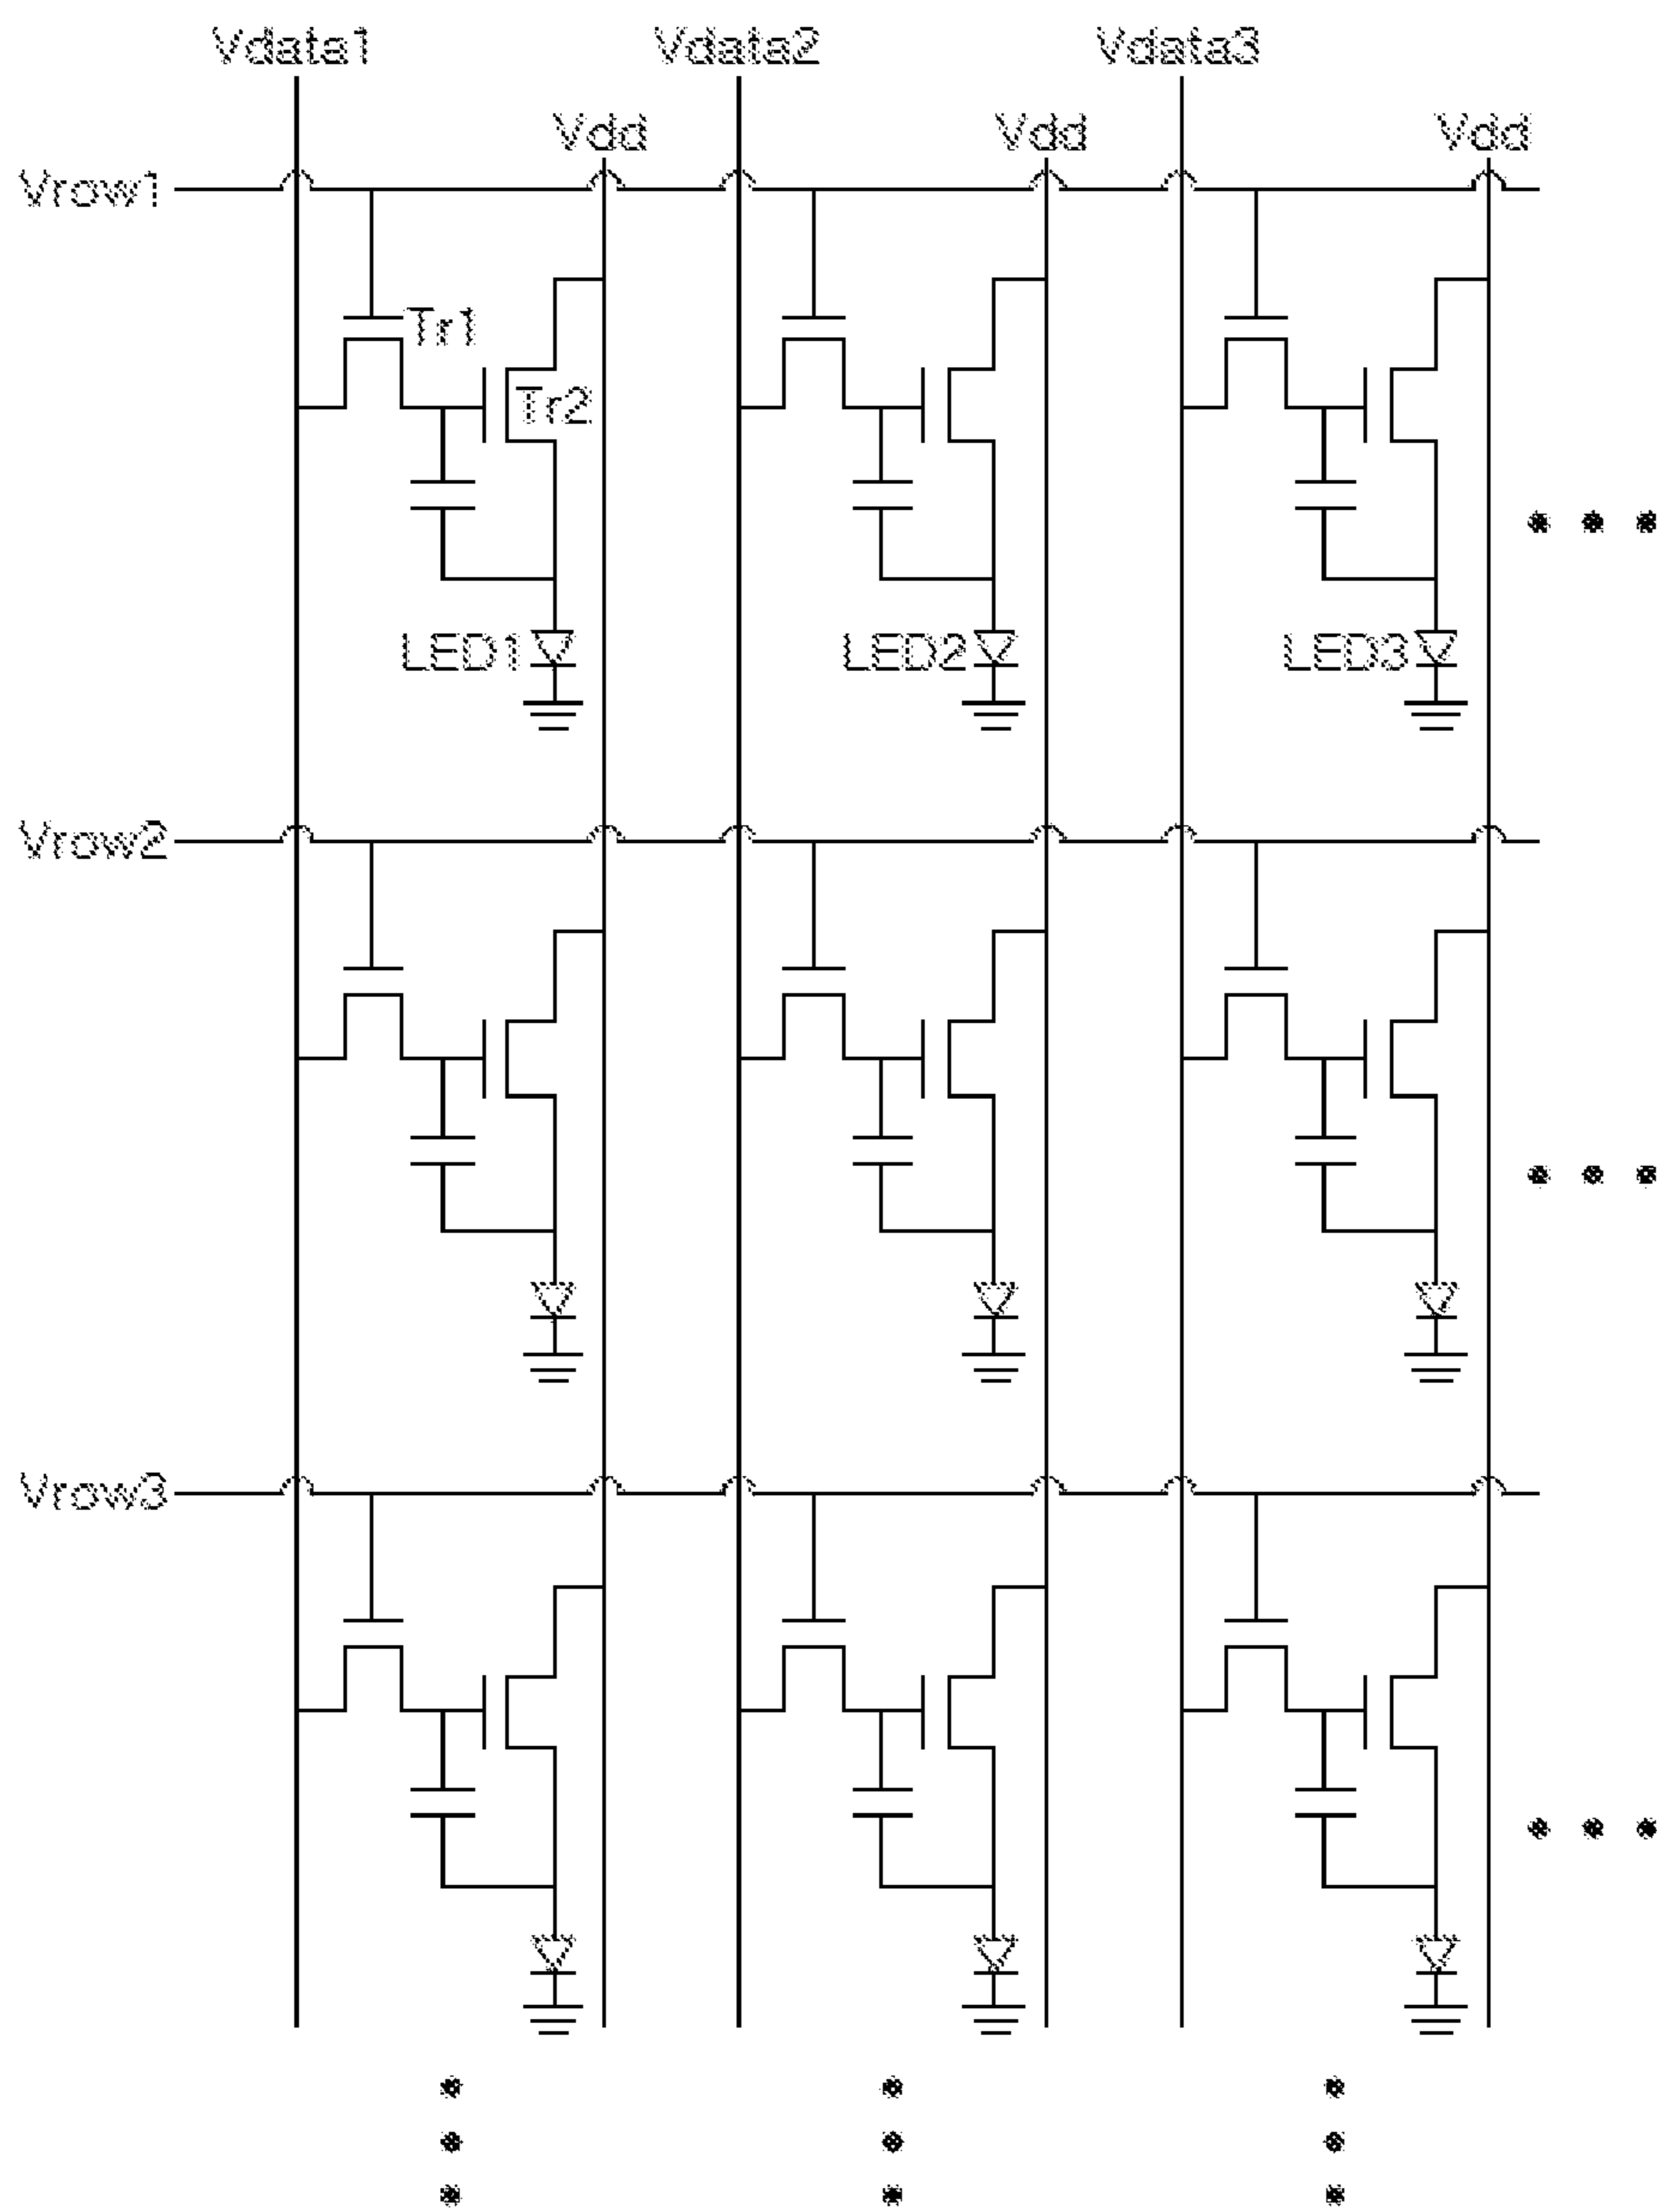 Vdata1 Vdata2 Vdata3
Vdd Vdd Vdd
Vrow1
Tr1
Tr2
LED1 LED2 LED3
Vrow2
Vrow3